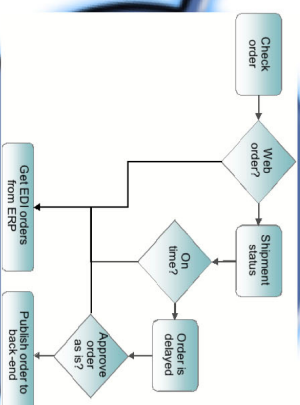 Check
order
Web
order?
Shipment
status
On
time?
Order is
delayed
Approve
order
as is?
Get EDI orders
from ERP
Publish order to
back-end